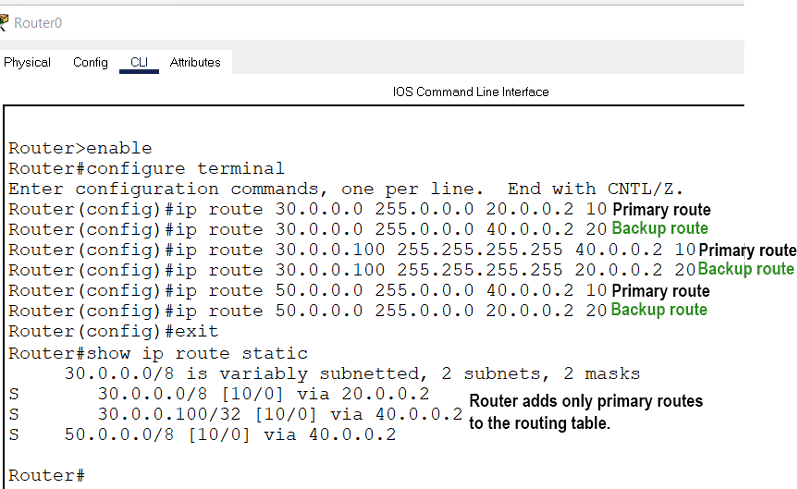 Router0
Physical Config CLI Attributes
IOS Command Line Interface
Router>enable
Router#configure terminal
Enter configuration commands, one per line. End with CNTL/Z.
Router(config)#ip route 30.0.0.0 255.0.0.0 20.0.0.2 10 Primary route
Router(config)#ip route 30.0.0.0 255.0.0.0 40.0.0.2 20 Backup route
Router(config)#ip route 30.0.0.100 255.255.255.255 40.0.0.2 10 Primary route
Router(config)#ip route 30.0.0.100 255.255.255.255 20.0.0.2 20 Backup route
Router(config)#ip route 50.0.0.0 255.0.0.0 40.0.0.2 10 Primary route
Router(config)#ip route 50.0.0.0 255.0.0.0 20.0.0.2 20 Backup route
Router(config)#exit
Router#show ip route static
30.0.0.0/8 is variably subnetted, 2 subnets, 2 masks
S 30.0.0.0/8 [10/0] via 20.0.0.2
S 30.0.0.100/32 [10/0] via 40.0.0.2
S 50.0.0.0/8 [10/0] via 40.0.0.2
Router adds only primary routes
to the routing table.
Router#